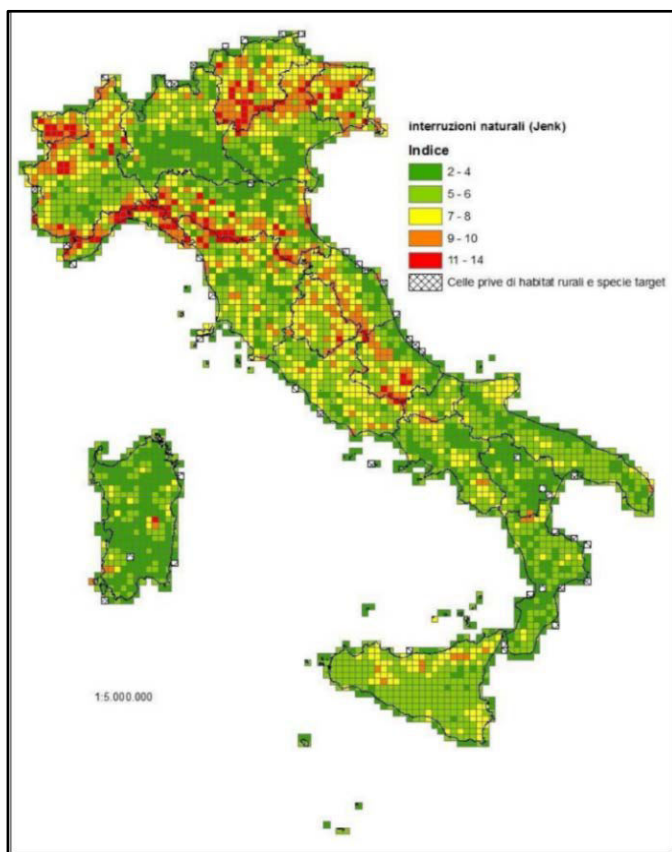 interruzioni naturali (Jenk)
Indice
2 - 4
5 - 6
7 - 8
9 - 10
11 - 14
Celle prive di habitat rurali e specie target
1:5.000.000